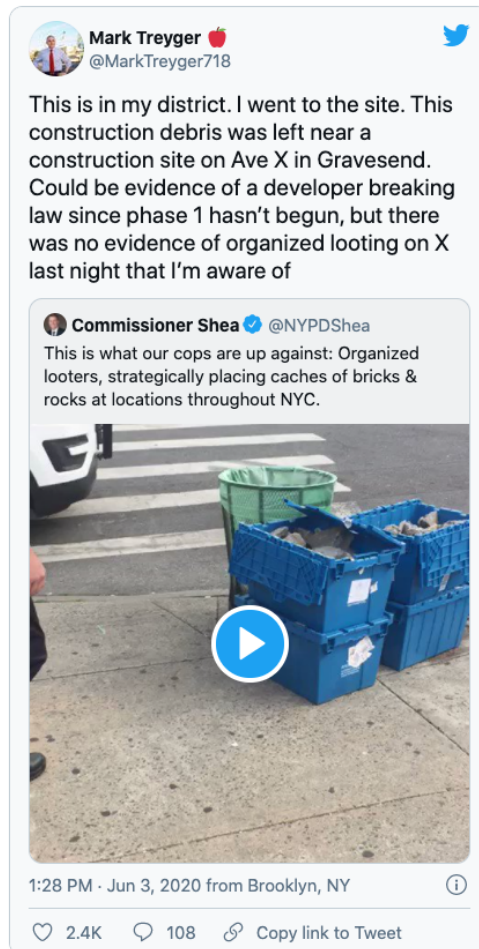 Mark Treyger 🍎
@MarkTreyger718
This is in my district. I went to the site. This
construction debris was left near a
construction site on Ave X in Gravesend.
Could be evidence of a developer breaking
law since phase 1 hasn’t begun, but there
was no evidence of organized looting on X
last night that I’m aware of
Commissioner Shea @NYPDShea
This is what our cops are up against: Organized
looters, strategically placing caches of bricks &
rocks at locations throughout NYC.
1:28 PM · Jun 3, 2020 from Brooklyn, NY
2.4K 108 Copy link to Tweet